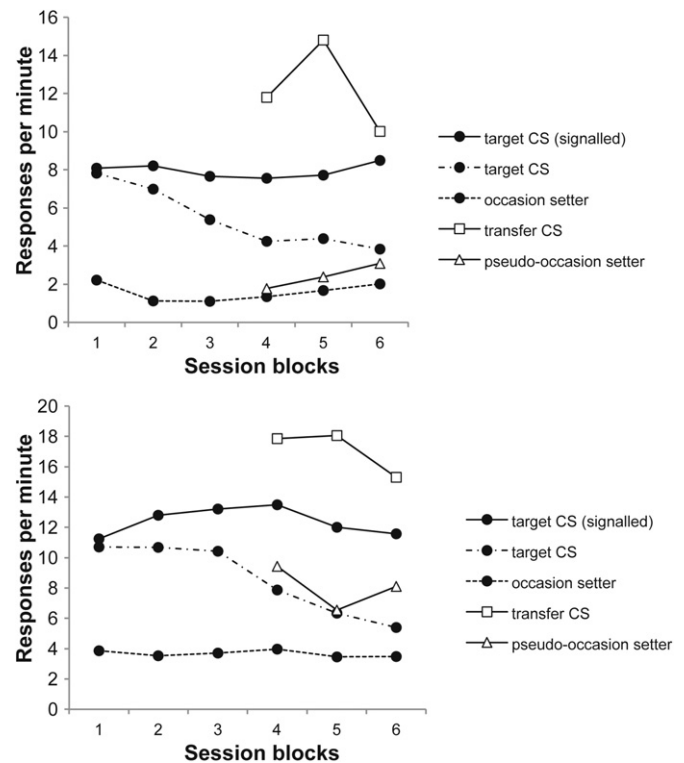 16
14
12
10
8
6
4
2
0
Responses per minute
1 2 3 4 5 6
Session blocks
target CS (signalled)
target CS
occasion setter
transfer CS
pseudo-occasion setter
20
18
16
14
12
10
8
6
4
2
0
Responses per minute
1 2 3 4 5 6
Session blocks
target CS (signalled)
target CS
occasion setter
transfer CS
pseudo-occasion setter